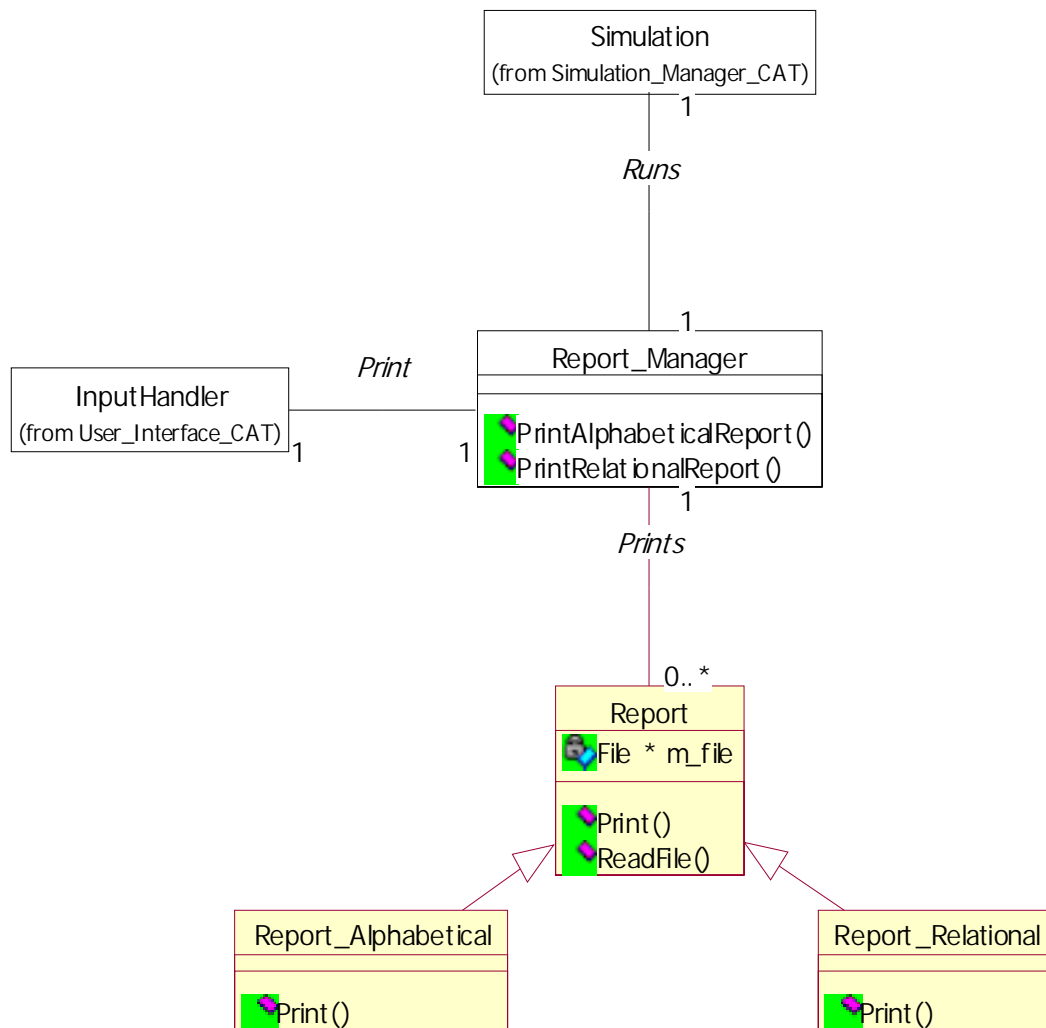 Simulation
(from Simulation_Manager_CAT)
1
Runs
1
Report_Manager
PrintAlphabeticalReport()
PrintRelationalReport()
Print
InputHandler
(from User_Interface_CAT)
1
1
1
Prints
0..*
Report
File * m_file
Print()
ReadFile()
Report_Alphabetical
Print()
Report_Relational
Print()